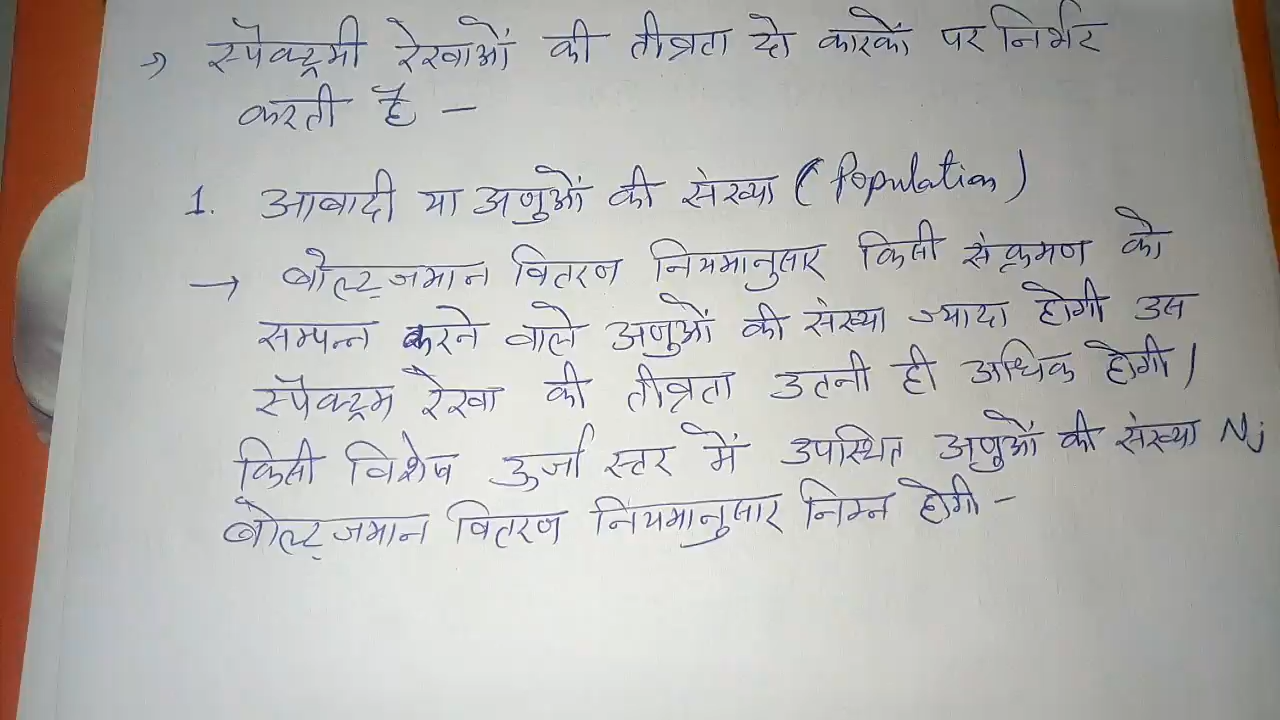 → स्पेक्ट्रमी रेखाओं की तीव्रता दो कारकों पर निर्भर
करती है –
1. आबादी या अणुओं की संख्या (Population)
→ बोल्ट्जमान वितरण नियमानुसार किसी संक्रमण को
सम्पन्न करने वाले अणुओं की संख्या ज्यादा होगी उस
स्पेक्ट्रम रेखा की तीव्रता उतनी ही अधिक होगी।
किसी विशेष ऊर्जा स्तर में उपस्थित अणुओं की संख्या Nj
बोल्ट्जमान वितरण नियमानुसार निम्न होगी –